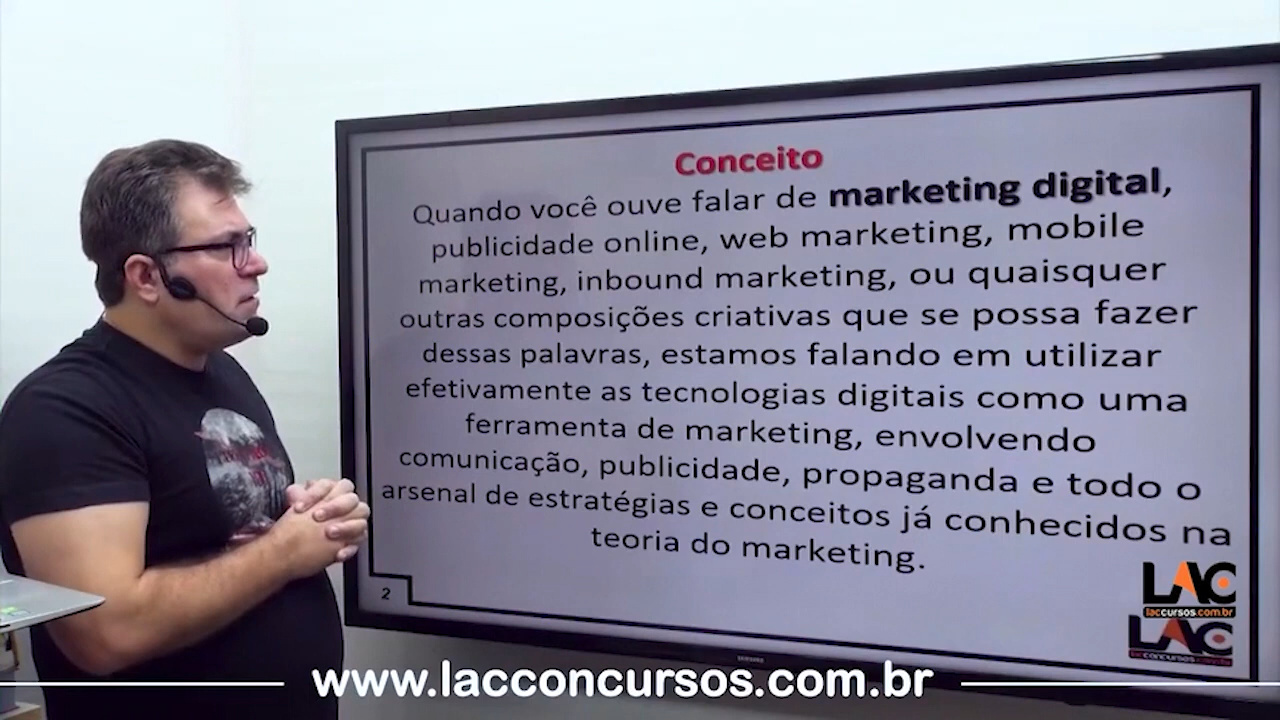 Conceito
Quando você ouve falar de marketing digital,
publicidade online, web marketing, mobile
marketing, inbound marketing, ou quaisquer
outras composições criativas que se possa fazer
dessas palavras, estamos falando em utilizar
efetivamente as tecnologias digitais como uma
ferramenta de marketing, envolvendo
comunicação, publicidade, propaganda e todo o
arsenal de estratégias e conceitos já conhecidos na
teoria do marketing.
2
LAC
laccursos.com.br
LAC
lacconcursos.com.br
www.lacconcursos.com.br